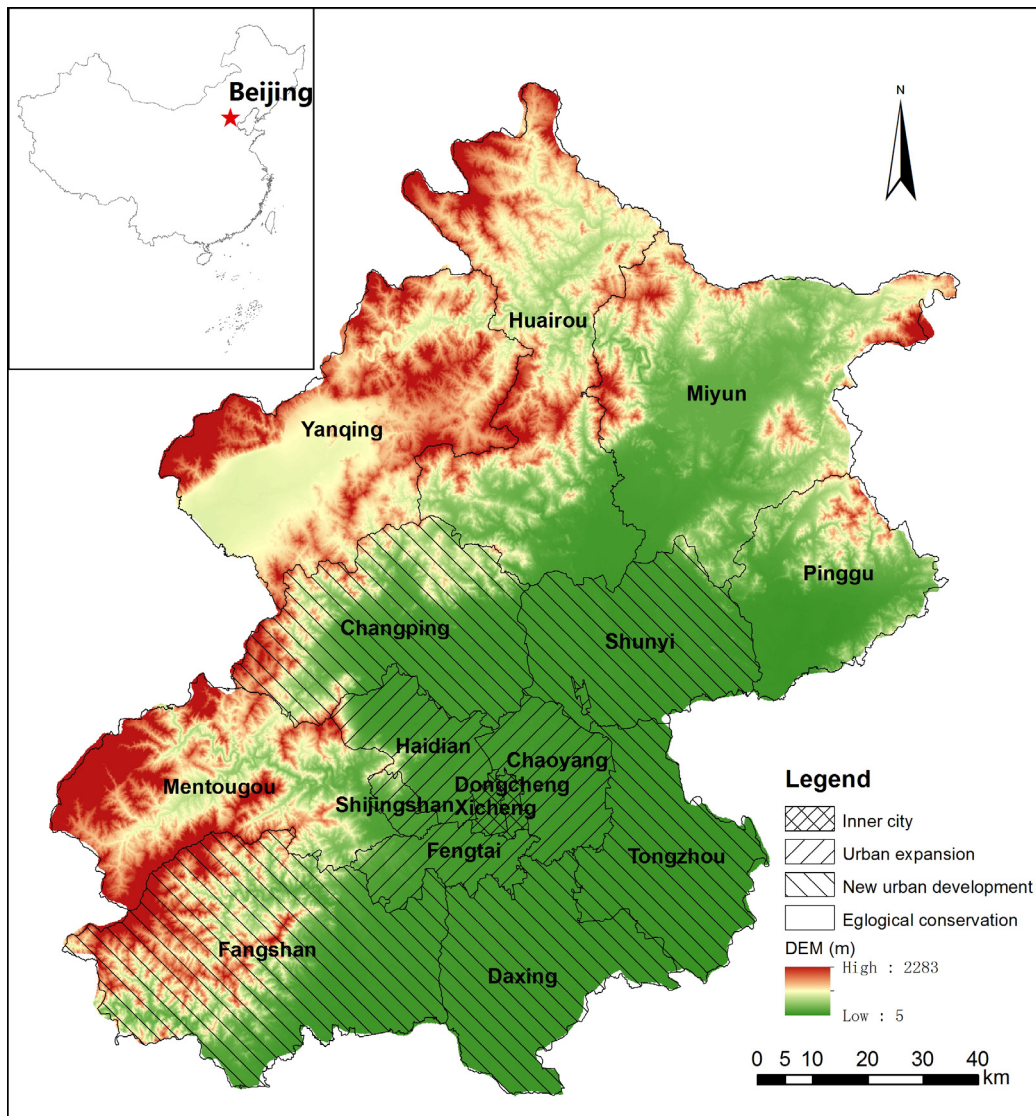 Beijing
N
Huairou
Miyun
Yanqing
Pinggu
Changping
Shunyi
Haidian
Chaoyang
Mentougou
Dongcheng
Shijingshan
Xicheng
Fengtai
Tongzhou
Fangshan
Daxing
Legend
Inner city
Urban expansion
New urban development
Eglogical conservation
DEM (m)
High : 2283
Low : 5
0 5 10 20 30 40
km